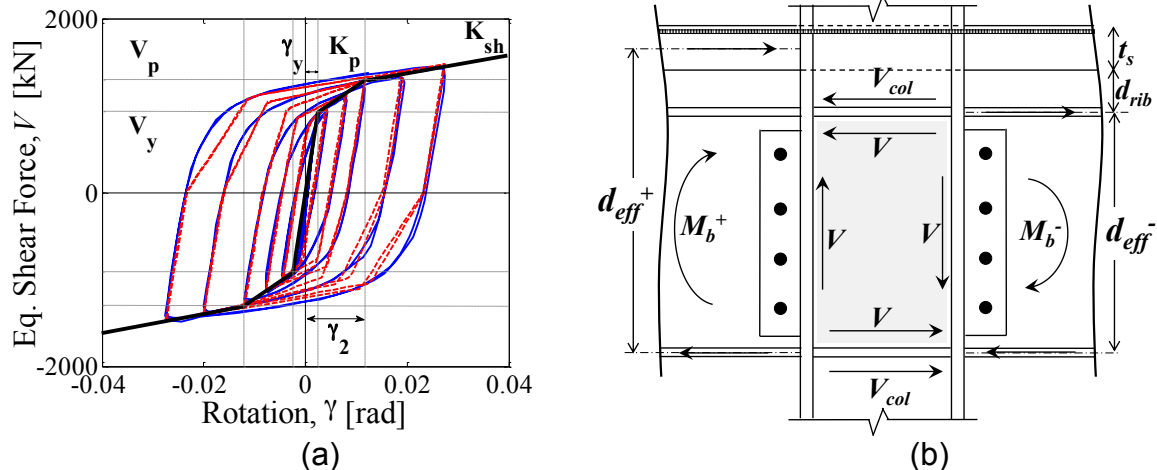 2000
V_p
γ_y
K_p
K_sh
V_y
0
γ_2
-2000
-0.04
-0.02
0
0.02
0.04
Eq. Shear Force, V [kN]
Rotation, γ [rad]
(a)
t_s
V_col
d_rib
V
d_eff^+
M_b^+
V
V
M_b^-
d_eff^-
V
V_col
(b)